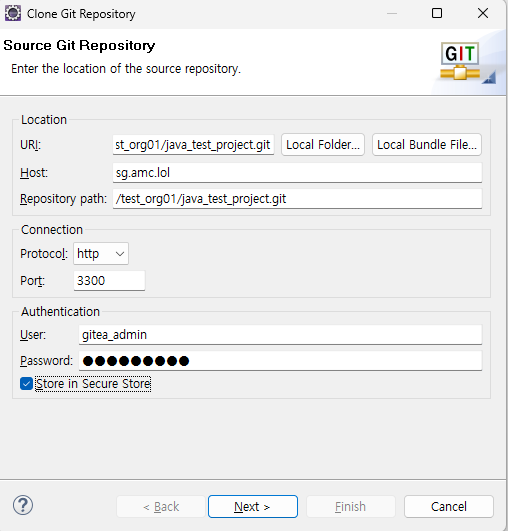 Clone Git Repository
Source Git Repository
Enter the location of the source repository.
GIT
Location
URI: st_org01/java_test_project.git Local Folder... Local Bundle File...
Host: sg.amc.lol
Repository path: /test_org01/java_test_project.git
Connection
Protocol: http
Port: 3300
Authentication
User: gitea_admin
Password: ●●●●●●●●●
Store in Secure Store
? < Back Next > Finish Cancel